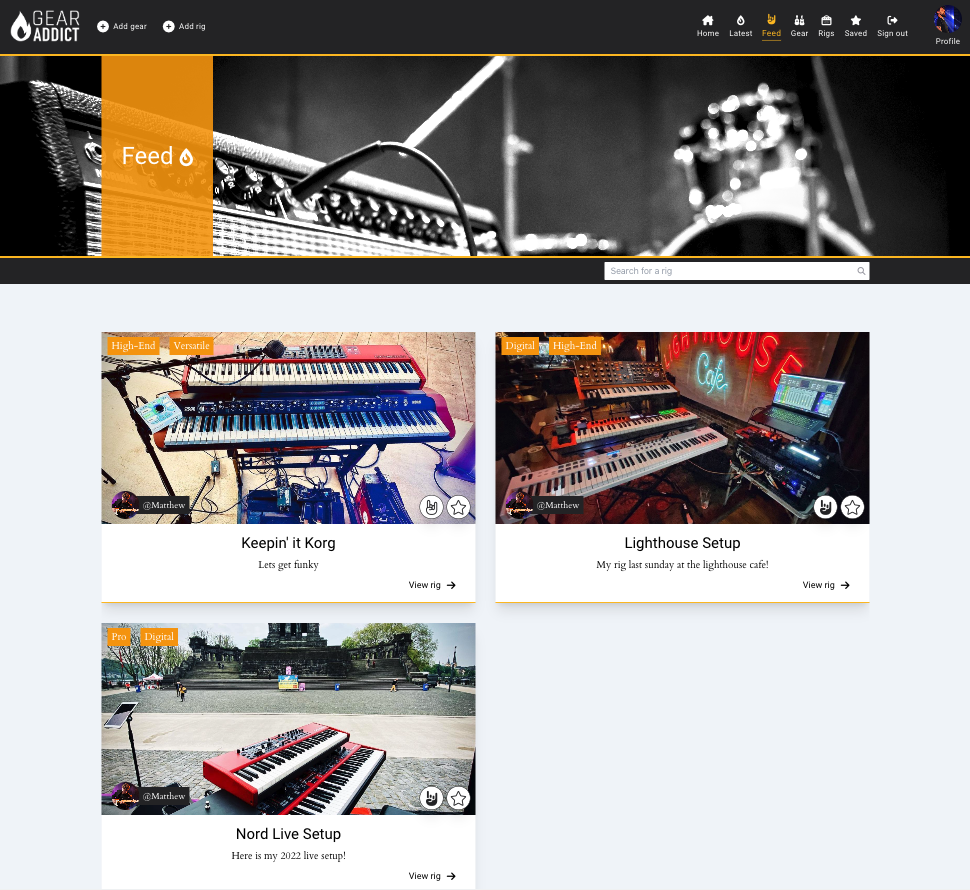 GEAR
ADDICT
Add gear
Add rig
Home
Latest
Feed
Gear
Rigs
Saved
Sign out
Profile
Feed
Search for a rig
High-End
Versatile
@Matthew
Keepin' it Korg
Lets get funky
View rig
Digital
High-End
Cafe
@Matthew
Lighthouse Setup
My rig last sunday at the lighthouse cafe!
View rig
Pro
Digital
@Matthew
Nord Live Setup
Here is my 2022 live setup!
View rig